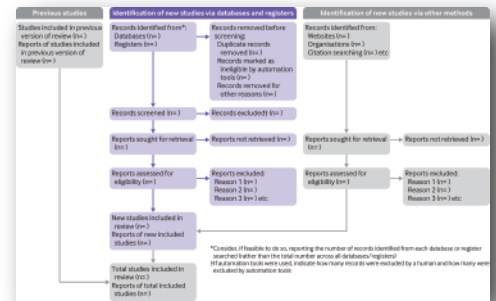 Previous studies
Identification of new studies via databases and registers
Identification of new studies via other methods
Studies included in previous
version of review (n= )
Reports of studies included
in previous version of
review (n= )
Records identified from*:
Databases (n= )
Registers (n= )
Records removed before
screening:
Duplicate records
removed (n= )
Records marked as
ineligible by automation
tools (n= )
Records removed for
other reasons (n= )
Records identified from:
Websites (n= )
Organisations (n= )
Citation searching (n= ) etc
Records screened (n= )
Records excluded† (n= )
Reports sought for retrieval
(n= )
Reports not retrieved (n= )
Reports sought for retrieval
(n= )
Reports not retrieved (n= )
Reports assessed for
eligibility (n= )
Reports excluded:
Reason 1 (n= )
Reason 2 (n= )
Reason 3 (n= ) etc
Reports assessed for
eligibility (n= )
Reports excluded:
Reason 1 (n= )
Reason 2 (n= )
Reason 3 (n= ) etc
New studies included in
review (n= )
Reports of new included
studies (n= )
Total studies included in
review (n= )
Reports of total included
studies (n= )
*Consider, if feasible to do so, reporting the number of records identified from each database or register
searched (rather than the total number across all databases/registers)
†If automation tools were used, indicate how many records were excluded by a human and how many were
excluded by automation tools